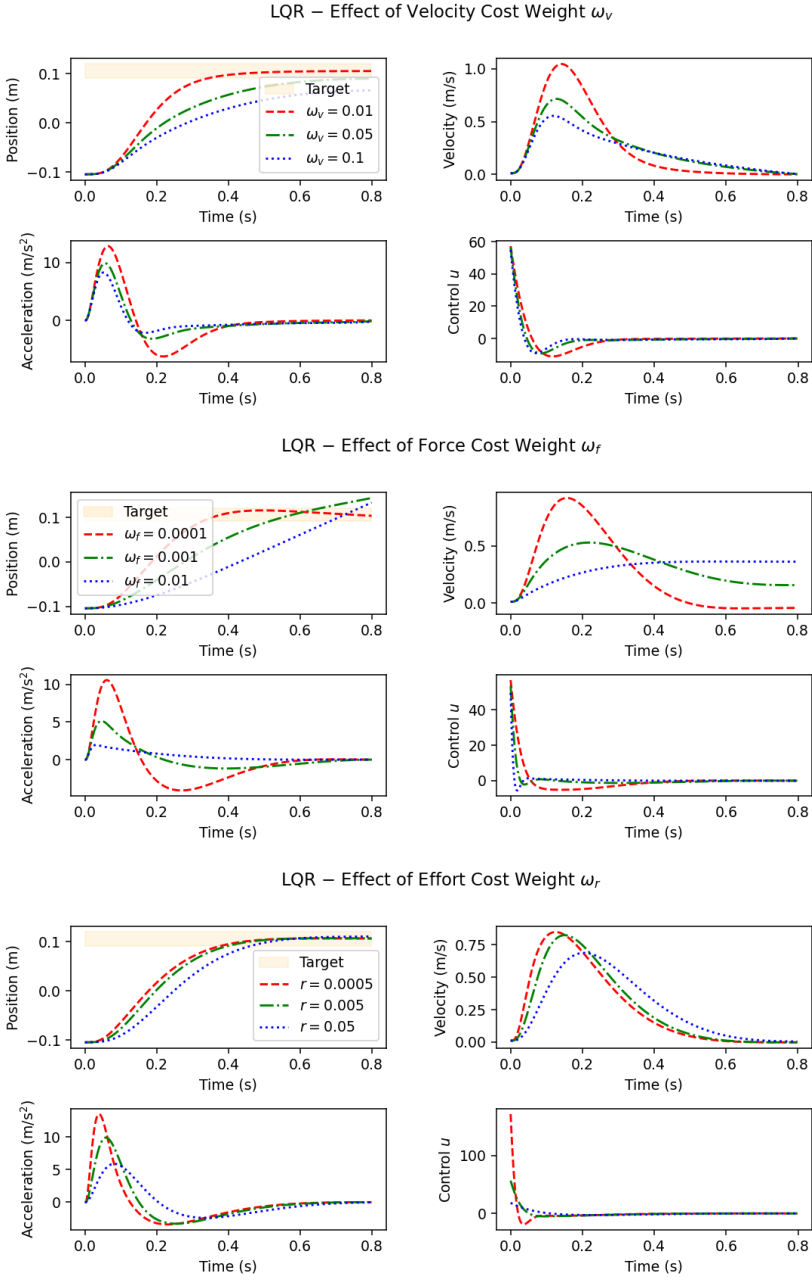 LQR − Effect of Velocity Cost Weight ω_v
Position (m)
0.1
0.0
−0.1
Target
ω_v = 0.01
ω_v = 0.05
ω_v = 0.1
0.0 0.2 0.4 0.6 0.8
Time (s)
Velocity (m/s)
1.0
0.5
0.0
0.0 0.2 0.4 0.6 0.8
Time (s)
Acceleration (m/s²)
10
0
0.0 0.2 0.4 0.6 0.8
Time (s)
Control u
60
40
20
0
0.0 0.2 0.4 0.6 0.8
Time (s)
LQR − Effect of Force Cost Weight ω_f
Position (m)
0.1
0.0
−0.1
Target
ω_f = 0.0001
ω_f = 0.001
ω_f = 0.01
0.0 0.2 0.4 0.6 0.8
Time (s)
Velocity (m/s)
0.5
0.0
0.0 0.2 0.4 0.6 0.8
Time (s)
Acceleration (m/s²)
10
5
0
0.0 0.2 0.4 0.6 0.8
Time (s)
Control u
40
20
0
0.0 0.2 0.4 0.6 0.8
Time (s)
LQR − Effect of Effort Cost Weight ω_r
Position (m)
0.1
0.0
−0.1
Target
r = 0.0005
r = 0.005
r = 0.05
0.0 0.2 0.4 0.6 0.8
Time (s)
Velocity (m/s)
0.75
0.50
0.25
0.00
0.0 0.2 0.4 0.6 0.8
Time (s)
Acceleration (m/s²)
10
5
0
0.0 0.2 0.4 0.6 0.8
Time (s)
Control u
100
0
0.0 0.2 0.4 0.6 0.8
Time (s)